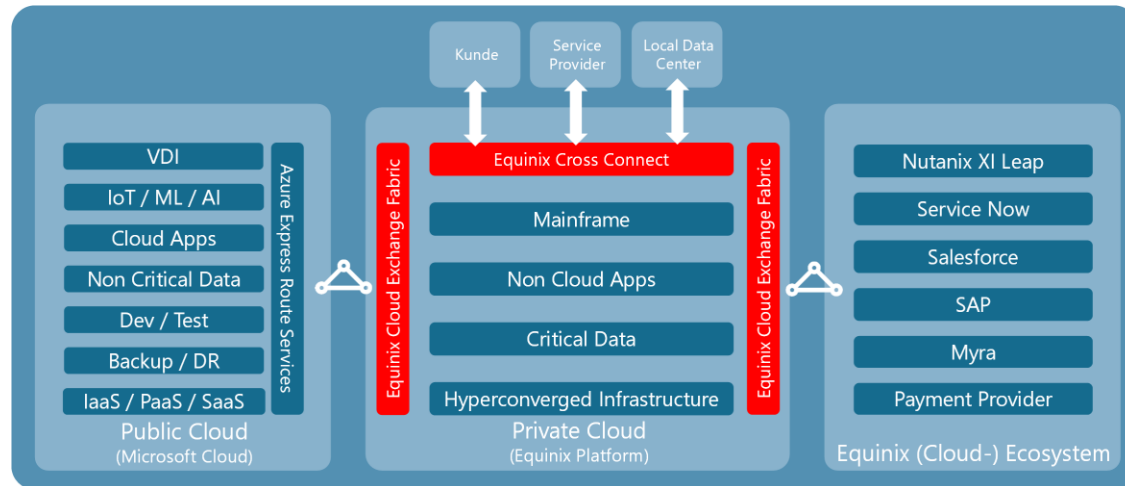 Kunde
Service
Provider
Local Data
Center
VDI
IoT / ML / AI
Cloud Apps
Non Critical Data
Dev / Test
Backup / DR
IaaS / PaaS / SaaS
Azure Express Route Services
Public Cloud
(Microsoft Cloud)
Equinix Cloud Exchange Fabric
Equinix Cross Connect
Mainframe
Non Cloud Apps
Critical Data
Hyperconverged Infrastructure
Equinix Cloud Exchange Fabric
Private Cloud
(Equinix Platform)
Nutanix XI Leap
Service Now
Salesforce
SAP
Myra
Payment Provider
Equinix (Cloud-) Ecosystem